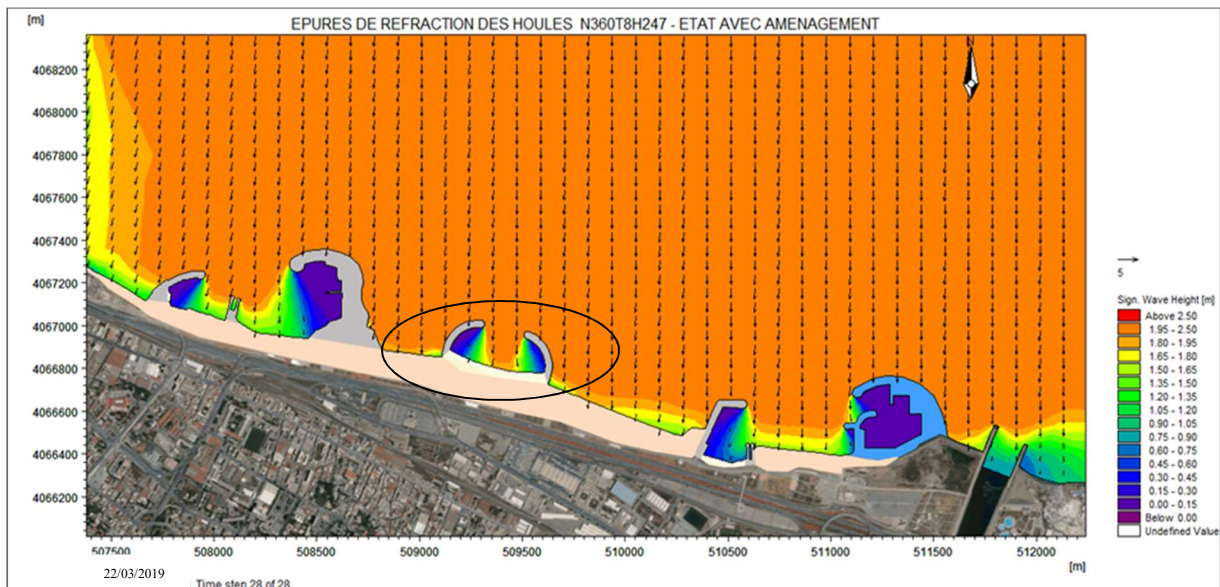 EPURES DE REFRACTION DES HOULES N360T8H247 - ETAT AVEC AMENAGEMENT
[m]
4068200
4068000
4067800
4067600
4067400
4067200
4067000
4066800
4066600
4066400
4066200
507500 508000 508500 509000 509500 510000 510500 511000 511500 512000
[m]
5
Sign. Wave Height [m]
Above 2.50
1.95 - 2.50
1.80 - 1.95
1.65 - 1.80
1.50 - 1.65
1.35 - 1.50
1.20 - 1.35
1.05 - 1.20
0.90 - 1.05
0.75 - 0.90
0.60 - 0.75
0.45 - 0.60
0.30 - 0.45
0.15 - 0.30
0.00 - 0.15
Below 0.00
Undefined Value
22/03/2019
Time step 28 of 28